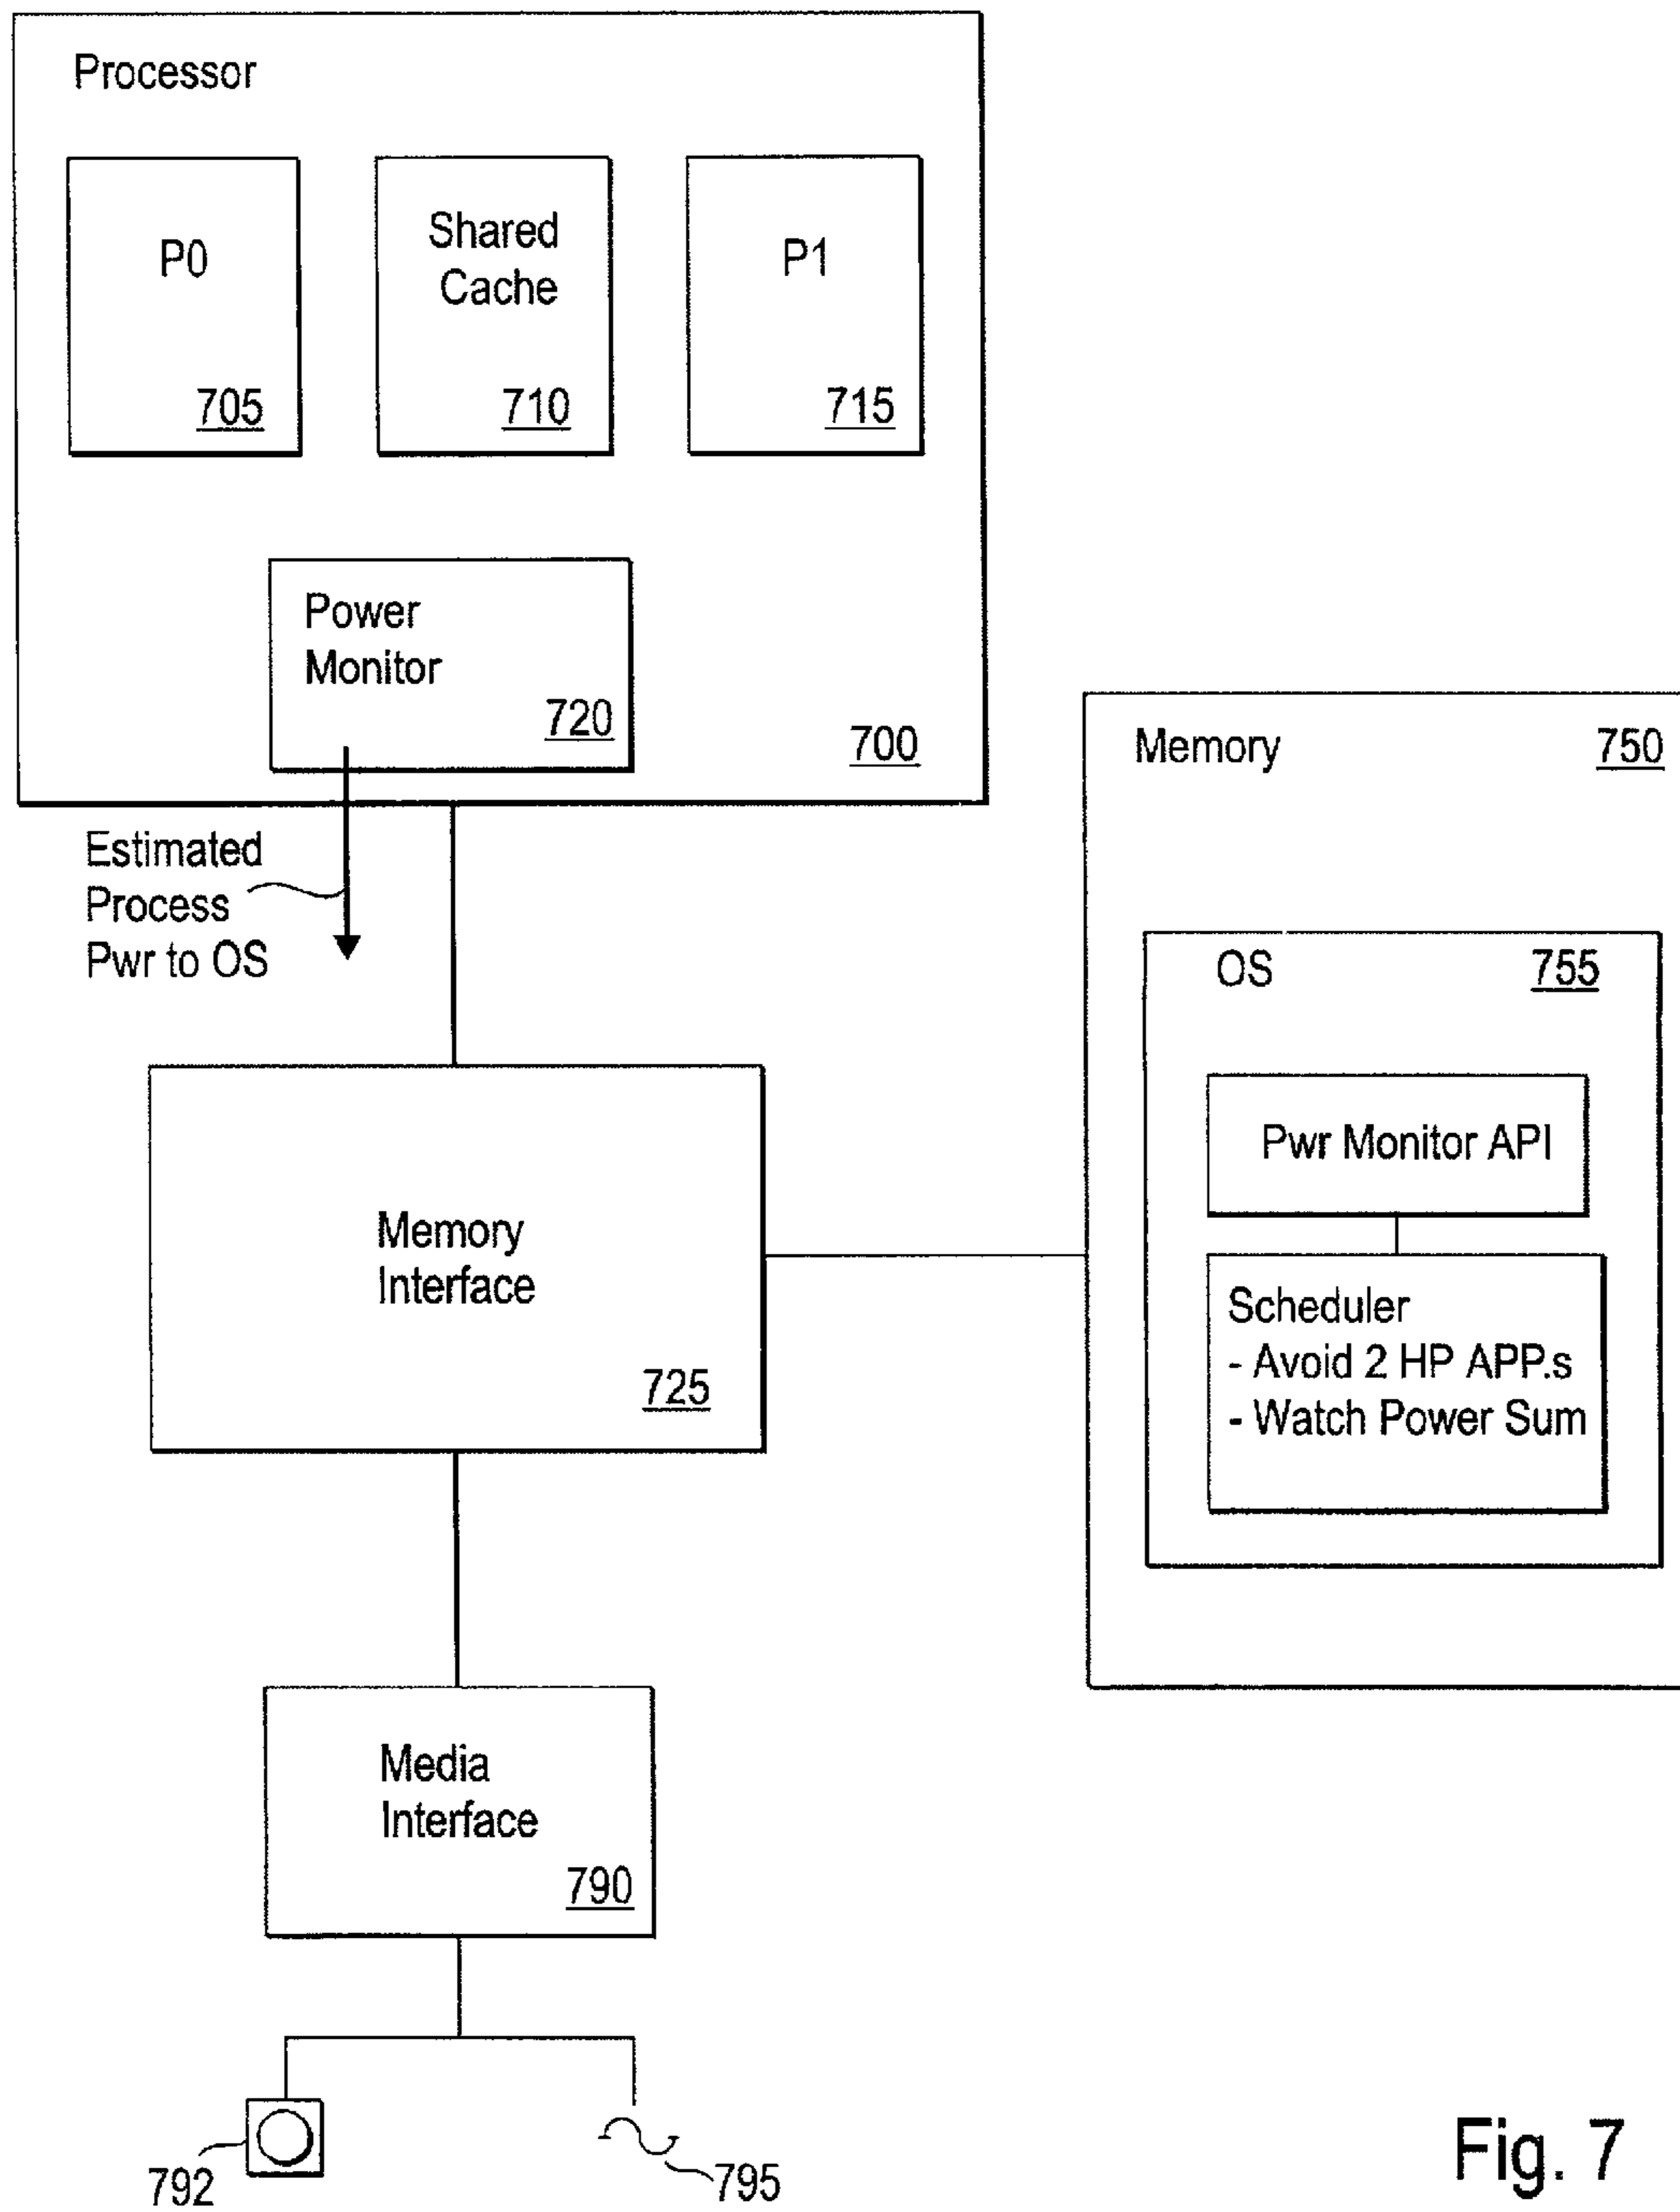 Processor
P0
705
Shared
Cache
710
P1
715
Power
Monitor
720
700
Estimated
Process
Pwr to OS
Memory
750
OS
755
Pwr Monitor API
Scheduler
- Avoid 2 HP APP.s
- Watch Power Sum
Memory
Interface
725
Media
Interface
790
792
795
Fig. 7